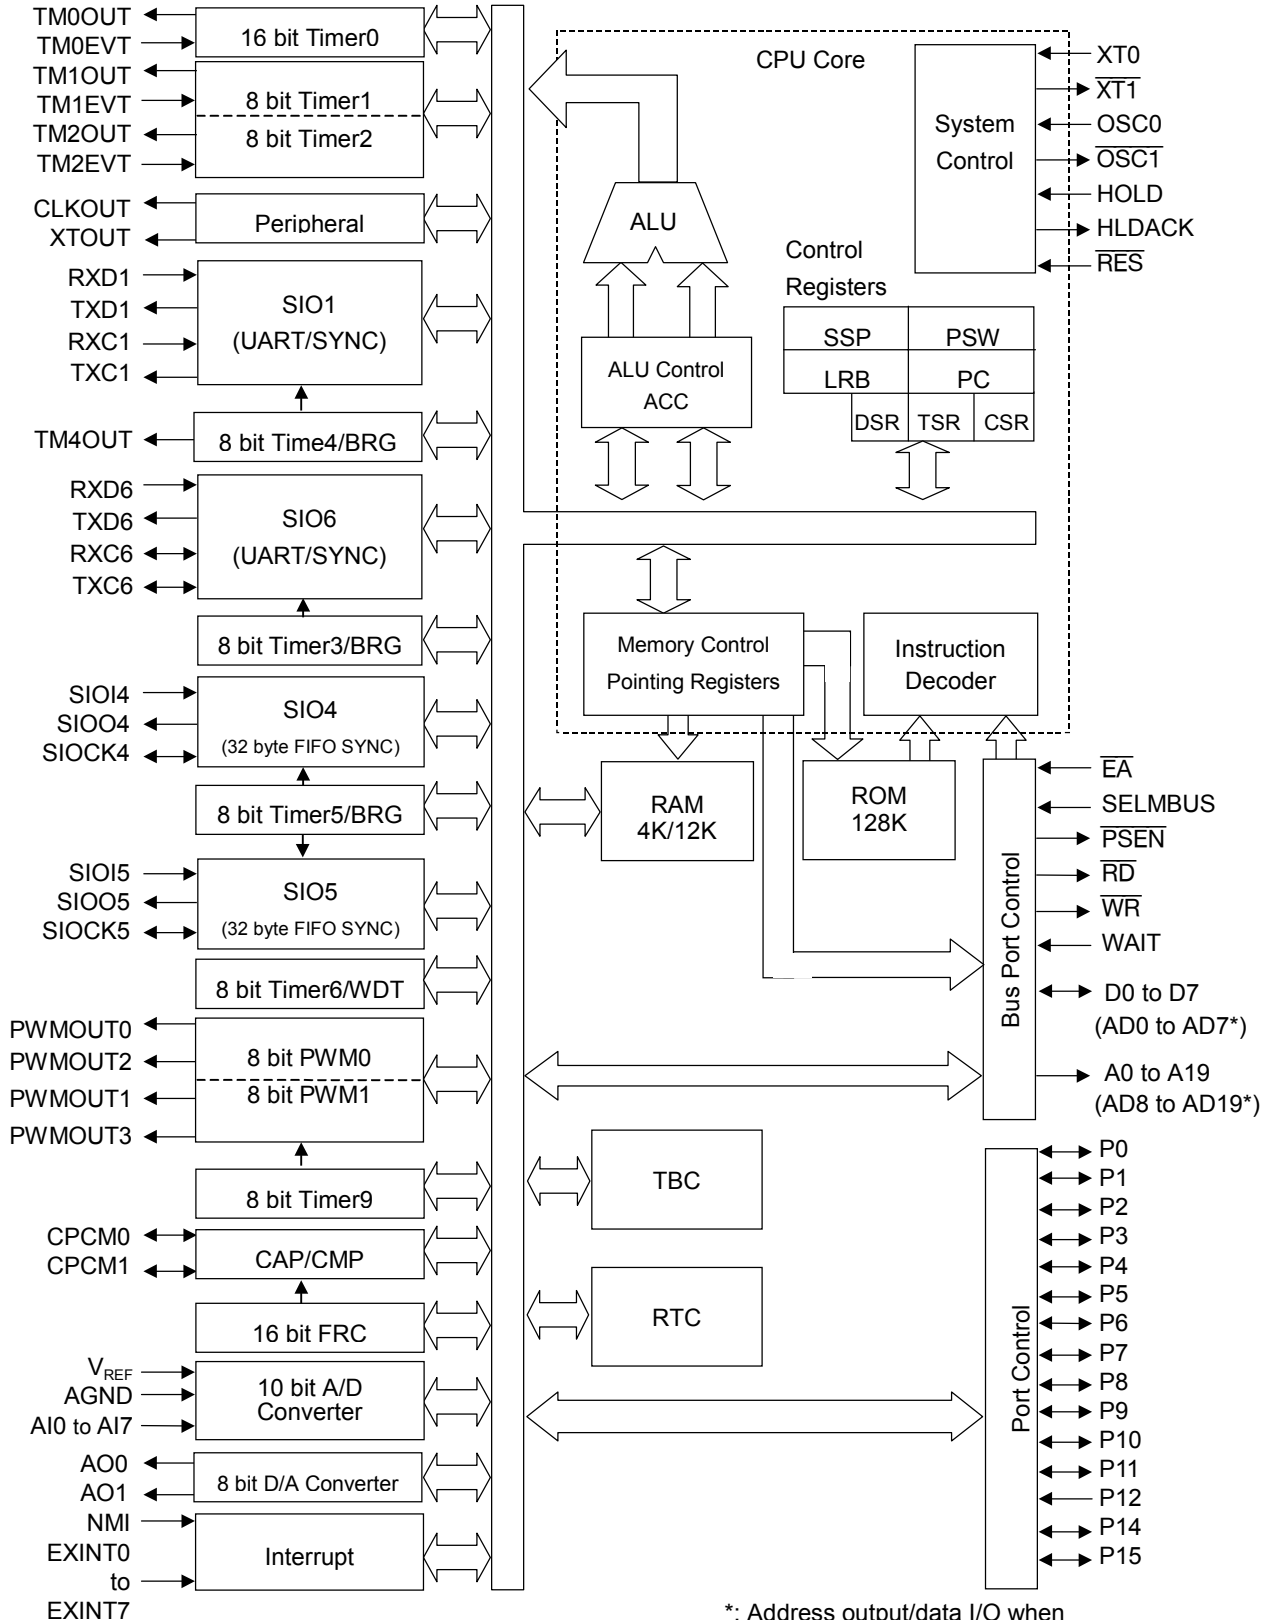 TM0OUT
TM0EVT
TM1OUT
TM1EVT
TM2OUT
TM2EVT
CLKOUT
XTOUT
RXD1
TXD1
RXC1
TXC1
TM4OUT
RXD6
TXD6
RXC6
TXC6
SIOI4
SIOO4
SIOCK4
SIOI5
SIOO5
SIOCK5
PWMOUT0
PWMOUT2
PWMOUT1
PWMOUT3
CPCM0
CPCM1
VREF
AGND
AI0 to AI7
AO0
AO1
NMI
EXINT0
to
EXINT7
16 bit Timer0
8 bit Timer1
8 bit Timer2
Peripheral
SIO1
(UART/SYNC)
8 bit Time4/BRG
SIO6
(UART/SYNC)
8 bit Timer3/BRG
SIO4
(32 byte FIFO SYNC)
8 bit Timer5/BRG
SIO5
(32 byte FIFO SYNC)
8 bit Timer6/WDT
8 bit PWM0
8 bit PWM1
8 bit Timer9
CAP/CMP
16 bit FRC
10 bit A/D
Converter
8 bit D/A Converter
Interrupt
CPU Core
ALU
ALU Control
ACC
Control
Registers
SSP PSW
LRB PC
DSR TSR CSR
System
Control
Memory Control
Pointing Registers
Instruction
Decoder
RAM
4K/12K
ROM
128K
TBC
RTC
Bus Port Control
Port Control
XT0
XT1
OSC0
OSC1
HOLD
HLDACK
RES
EA
SELMBUS
PSEN
RD
WR
WAIT
D0 to D7
(AD0 to AD7*)
A0 to A19
(AD8 to AD19*)
P0
P1
P2
P3
P4
P5
P6
P7
P8
P9
P10
P11
P12
P14
P15
*: Address output/data I/O when